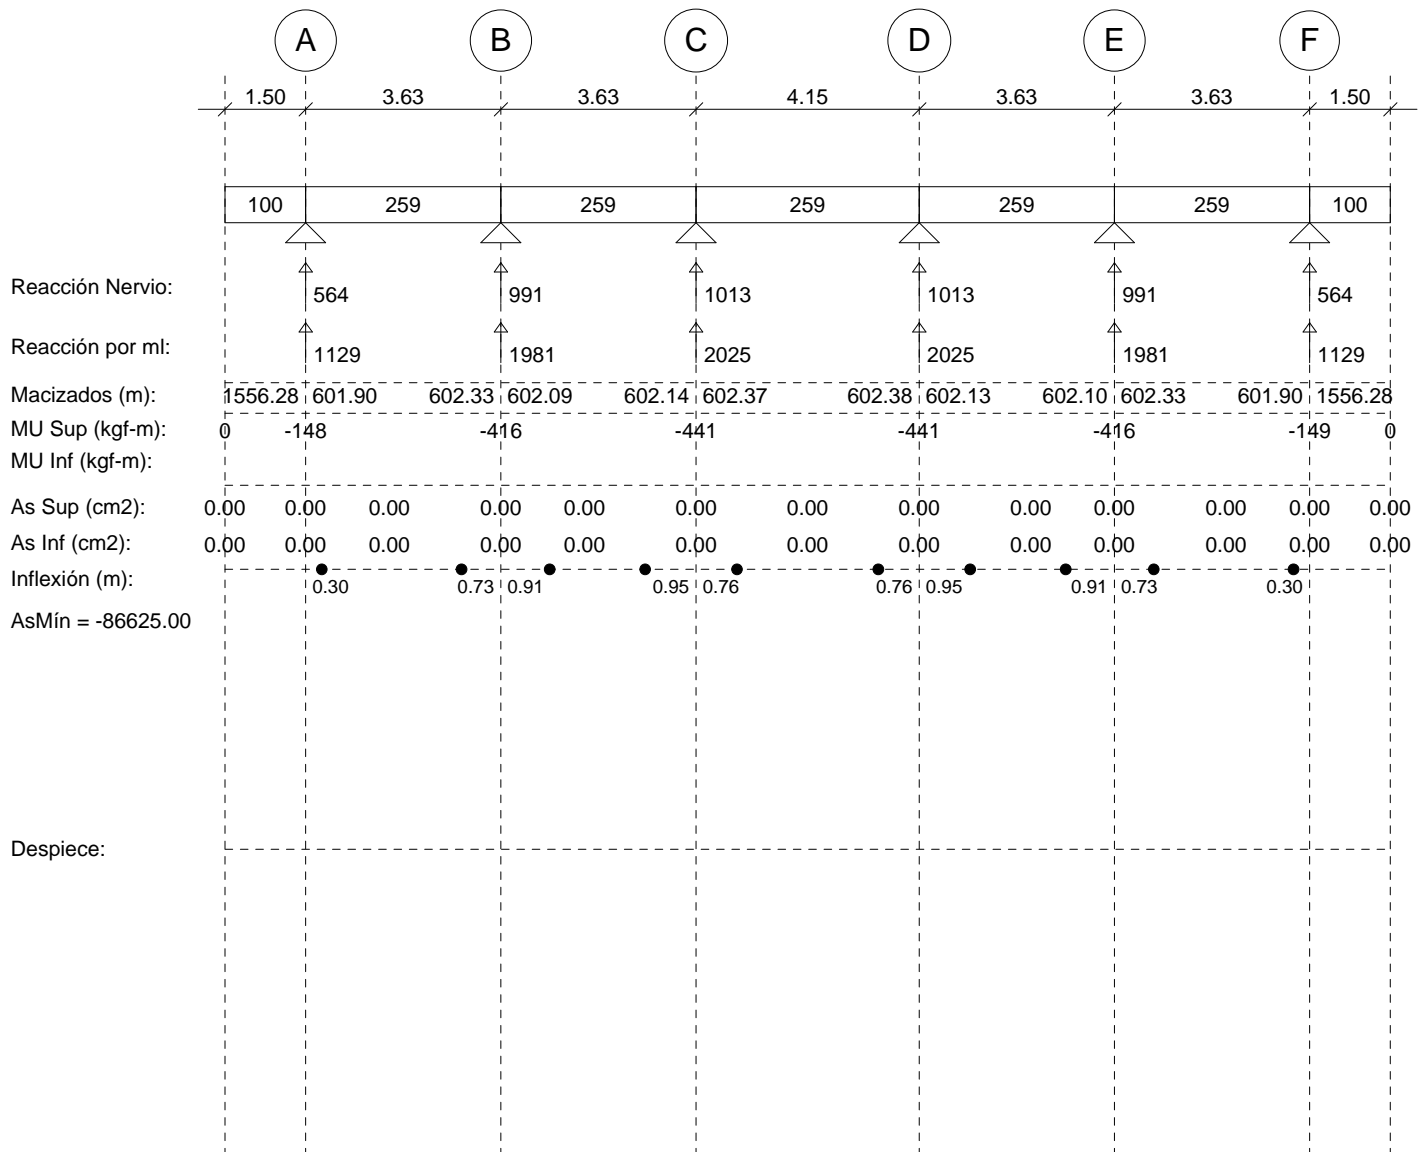 A B C D E F
1.50 3.63 3.63 4.15 3.63 3.63 1.50
100 259 259 259 259 259 100
Reacción Nervio: 564 991 1013 1013 991 564
Reacción por ml: 1129 1981 2025 2025 1981 1129
Macizados (m): 1556.28 601.90 602.33 602.09 602.14 602.37 602.38 602.13 602.10 602.33 601.90 1556.28
MU Sup (kgf-m): 0 -148 -416 -441 -441 -416 -149 0
MU Inf (kgf-m):
As Sup (cm2): 0.00 0.00 0.00 0.00 0.00 0.00 0.00 0.00 0.00 0.00 0.00 0.00 0.00
As Inf (cm2): 0.00 0.00 0.00 0.00 0.00 0.00 0.00 0.00 0.00 0.00 0.00 0.00 0.00
Inflexión (m): 0.30 0.73 0.91 0.95 0.76 0.76 0.95 0.91 0.73 0.30
AsMín = -86625.00
Despiece: